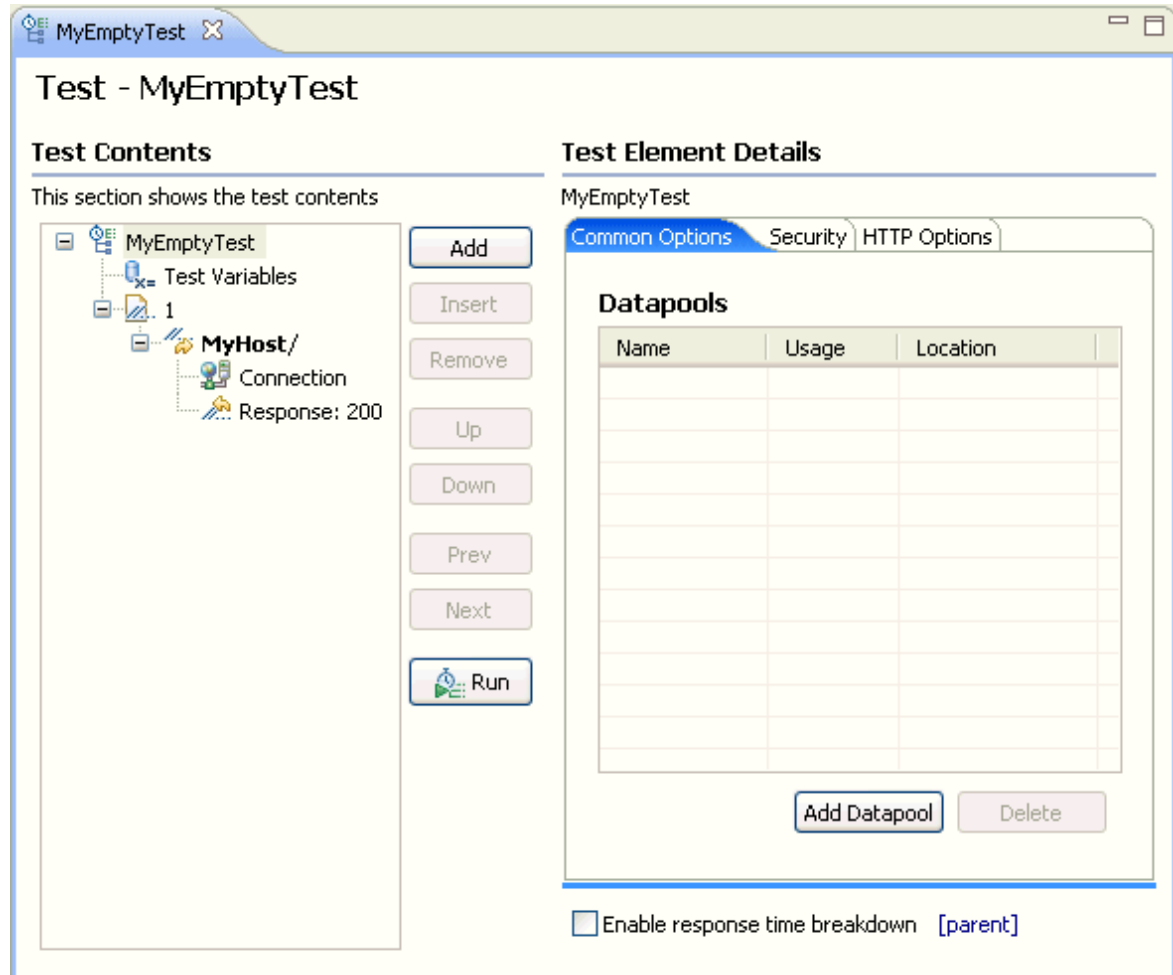 MyEmptyTest
Test - MyEmptyTest
Test Contents
This section shows the test contents
MyEmptyTest
Test Variables
1
MyHost/
Connection
Response: 200
Add
Insert
Remove
Up
Down
Prev
Next
Run
Test Element Details
MyEmptyTest
Common Options Security HTTP Options
Datapools
Name Usage Location
Add Datapool Delete
Enable response time breakdown [parent]